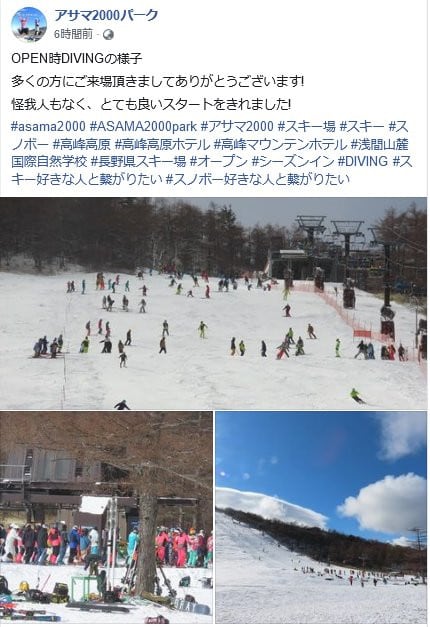 アサマ2000パーク
6時間前
OPEN時DIVINGの様子
多くの方にご来場頂きましてありがとうございます!
怪我人もなく、とても良いスタートをきれました!
#asama2000 #ASAMA2000park #アサマ2000 #スキー場 #スキー #ス
ノボー #高峰高原 #高峰高原ホテル #高峰マウンテンホテル #浅間山麓
国際自然学校 #長野県スキー場 #オープン #シーズンイン #DIVING #ス
キー好きな人と繫がりたい #スノボー好きな人と繫がりたい